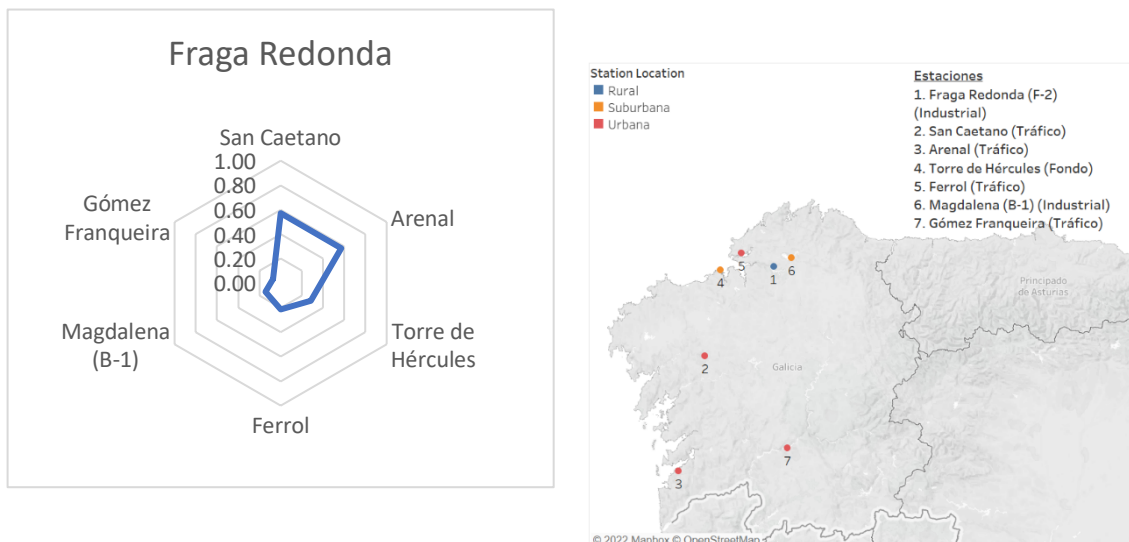 Fraga Redonda
San Caetano
1.00
0.80
0.60
0.40
0.20
0.00
Arenal
Torre de
Hércules
Ferrol
Magdalena
(B-1)
Gómez
Franqueira
Station Location
Rural
Suburbana
Urbana
Estaciones
1. Fraga Redonda (F-2)
(Industrial)
2. San Caetano (Tráfico)
3. Arenal (Tráfico)
4. Torre de Hércules (Fondo)
5. Ferrol (Tráfico)
6. Magdalena (B-1) (Industrial)
7. Gómez Franqueira (Tráfico)
5
6
4
1
Principado
de Asturias
2
Galicia
7
3
© 2022 Mapbox © OpenStreetMap